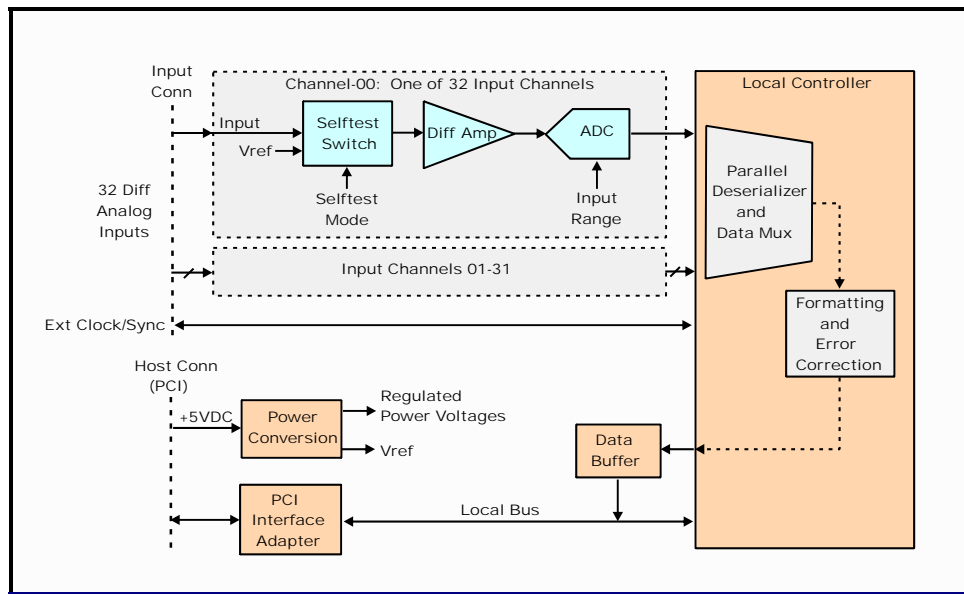 Input
Conn
Channel-00: One of 32 Input Channels
Local Controller
Input
Vref
Selftest
Switch
Diff Amp
ADC
Selftest
Mode
Input
Range
32 Diff
Analog
Inputs
Parallel
Deserializer
and
Data Mux
Input Channels 01-31
Formatting
and
Error
Correction
Ext Clock/Sync
Host Conn
(PCI)
+5VDC
Power
Conversion
Regulated
Power Voltages
Vref
Data
Buffer
PCI
Interface
Adapter
Local Bus